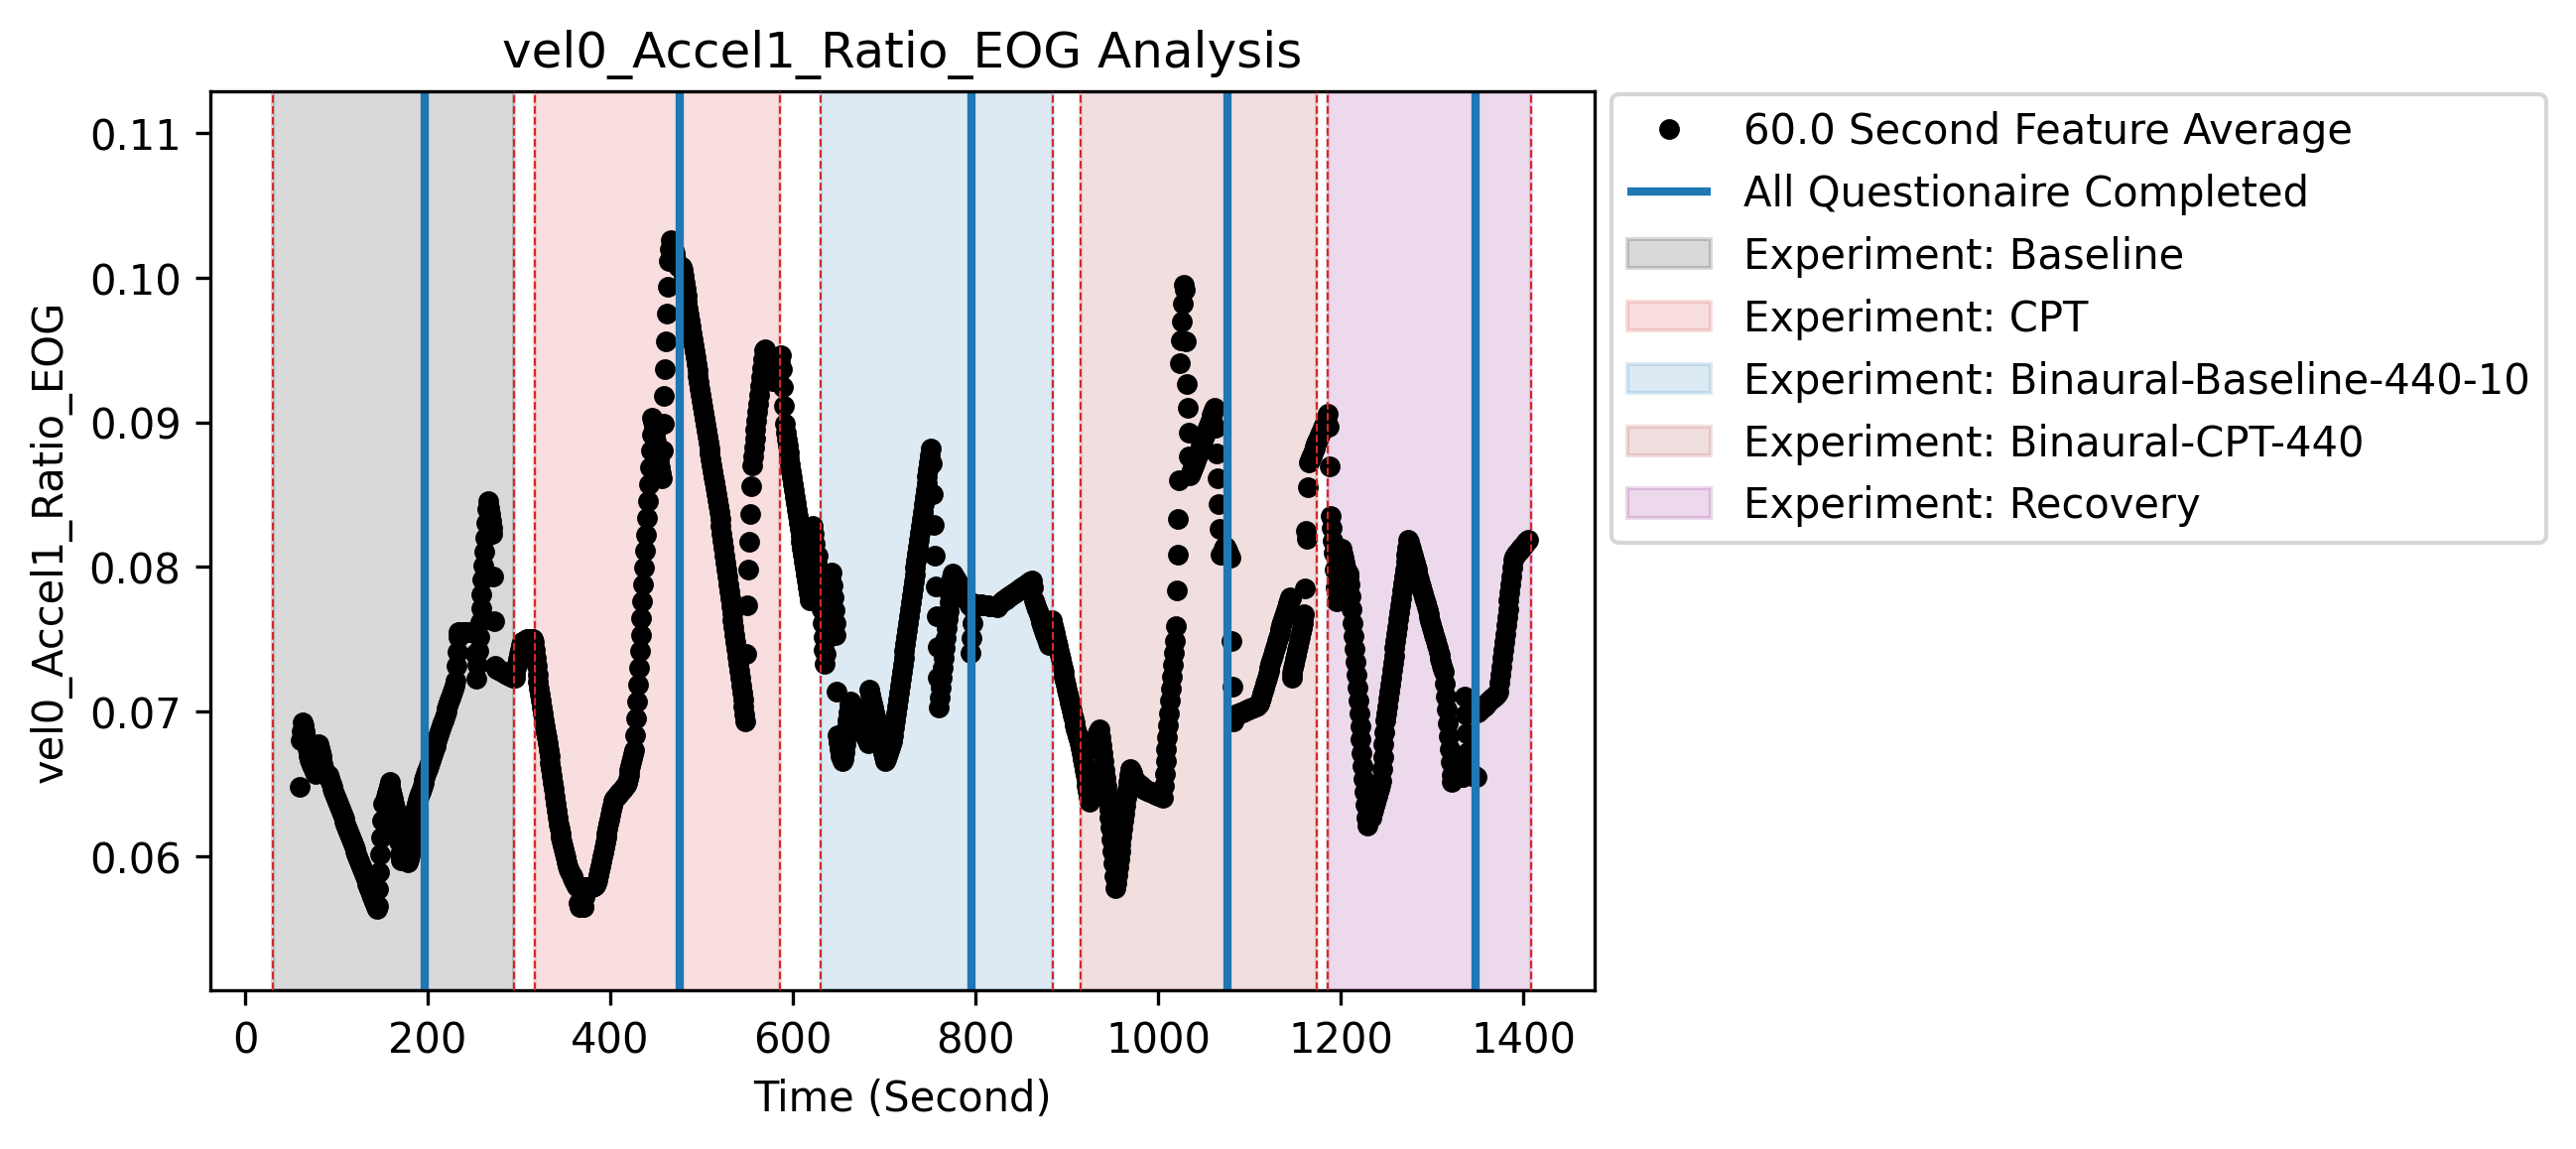 vel0_Accel1_Ratio_EOG Analysis
vel0_Accel1_Ratio_EOG
0.11
0.10
0.09
0.08
0.07
0.06
0
200
400
600
800
1000
1200
1400
Time (Second)
60.0 Second Feature Average
All Questionaire Completed
Experiment: Baseline
Experiment: CPT
Experiment: Binaural-Baseline-440-10
Experiment: Binaural-CPT-440
Experiment: Recovery